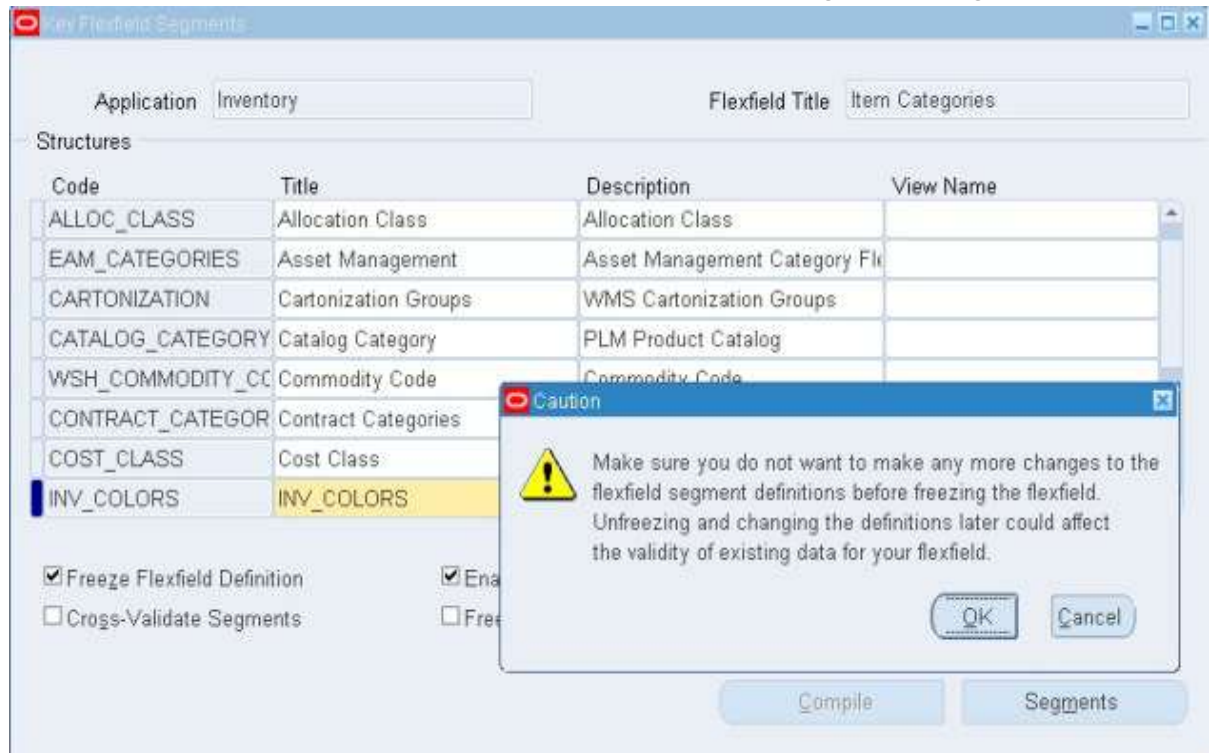 Key Flexfield Segments
Application Inventory Flexfield Title Item Categories
Structures
Code Title Description View Name
ALLOC_CLASS Allocation Class Allocation Class
EAM_CATEGORIES Asset Management Asset Management Category Fle
CARTONIZATION Cartonization Groups WMS Cartonization Groups
CATALOG_CATEGORY Catalog Category PLM Product Catalog
WSH_COMMODITY_CC Commodity Code Commodity Code
CONTRACT_CATEGOR Contract Categories
COST_CLASS Cost Class
INV_COLORS INV_COLORS
Caution
Make sure you do not want to make any more changes to the
flexfield segment definitions before freezing the flexfield.
Unfreezing and changing the definitions later could affect
the validity of existing data for your flexfield.
OK Cancel
Freeze Flexfield Definition Ena
Cross-Validate Segments Free
Compile Segments